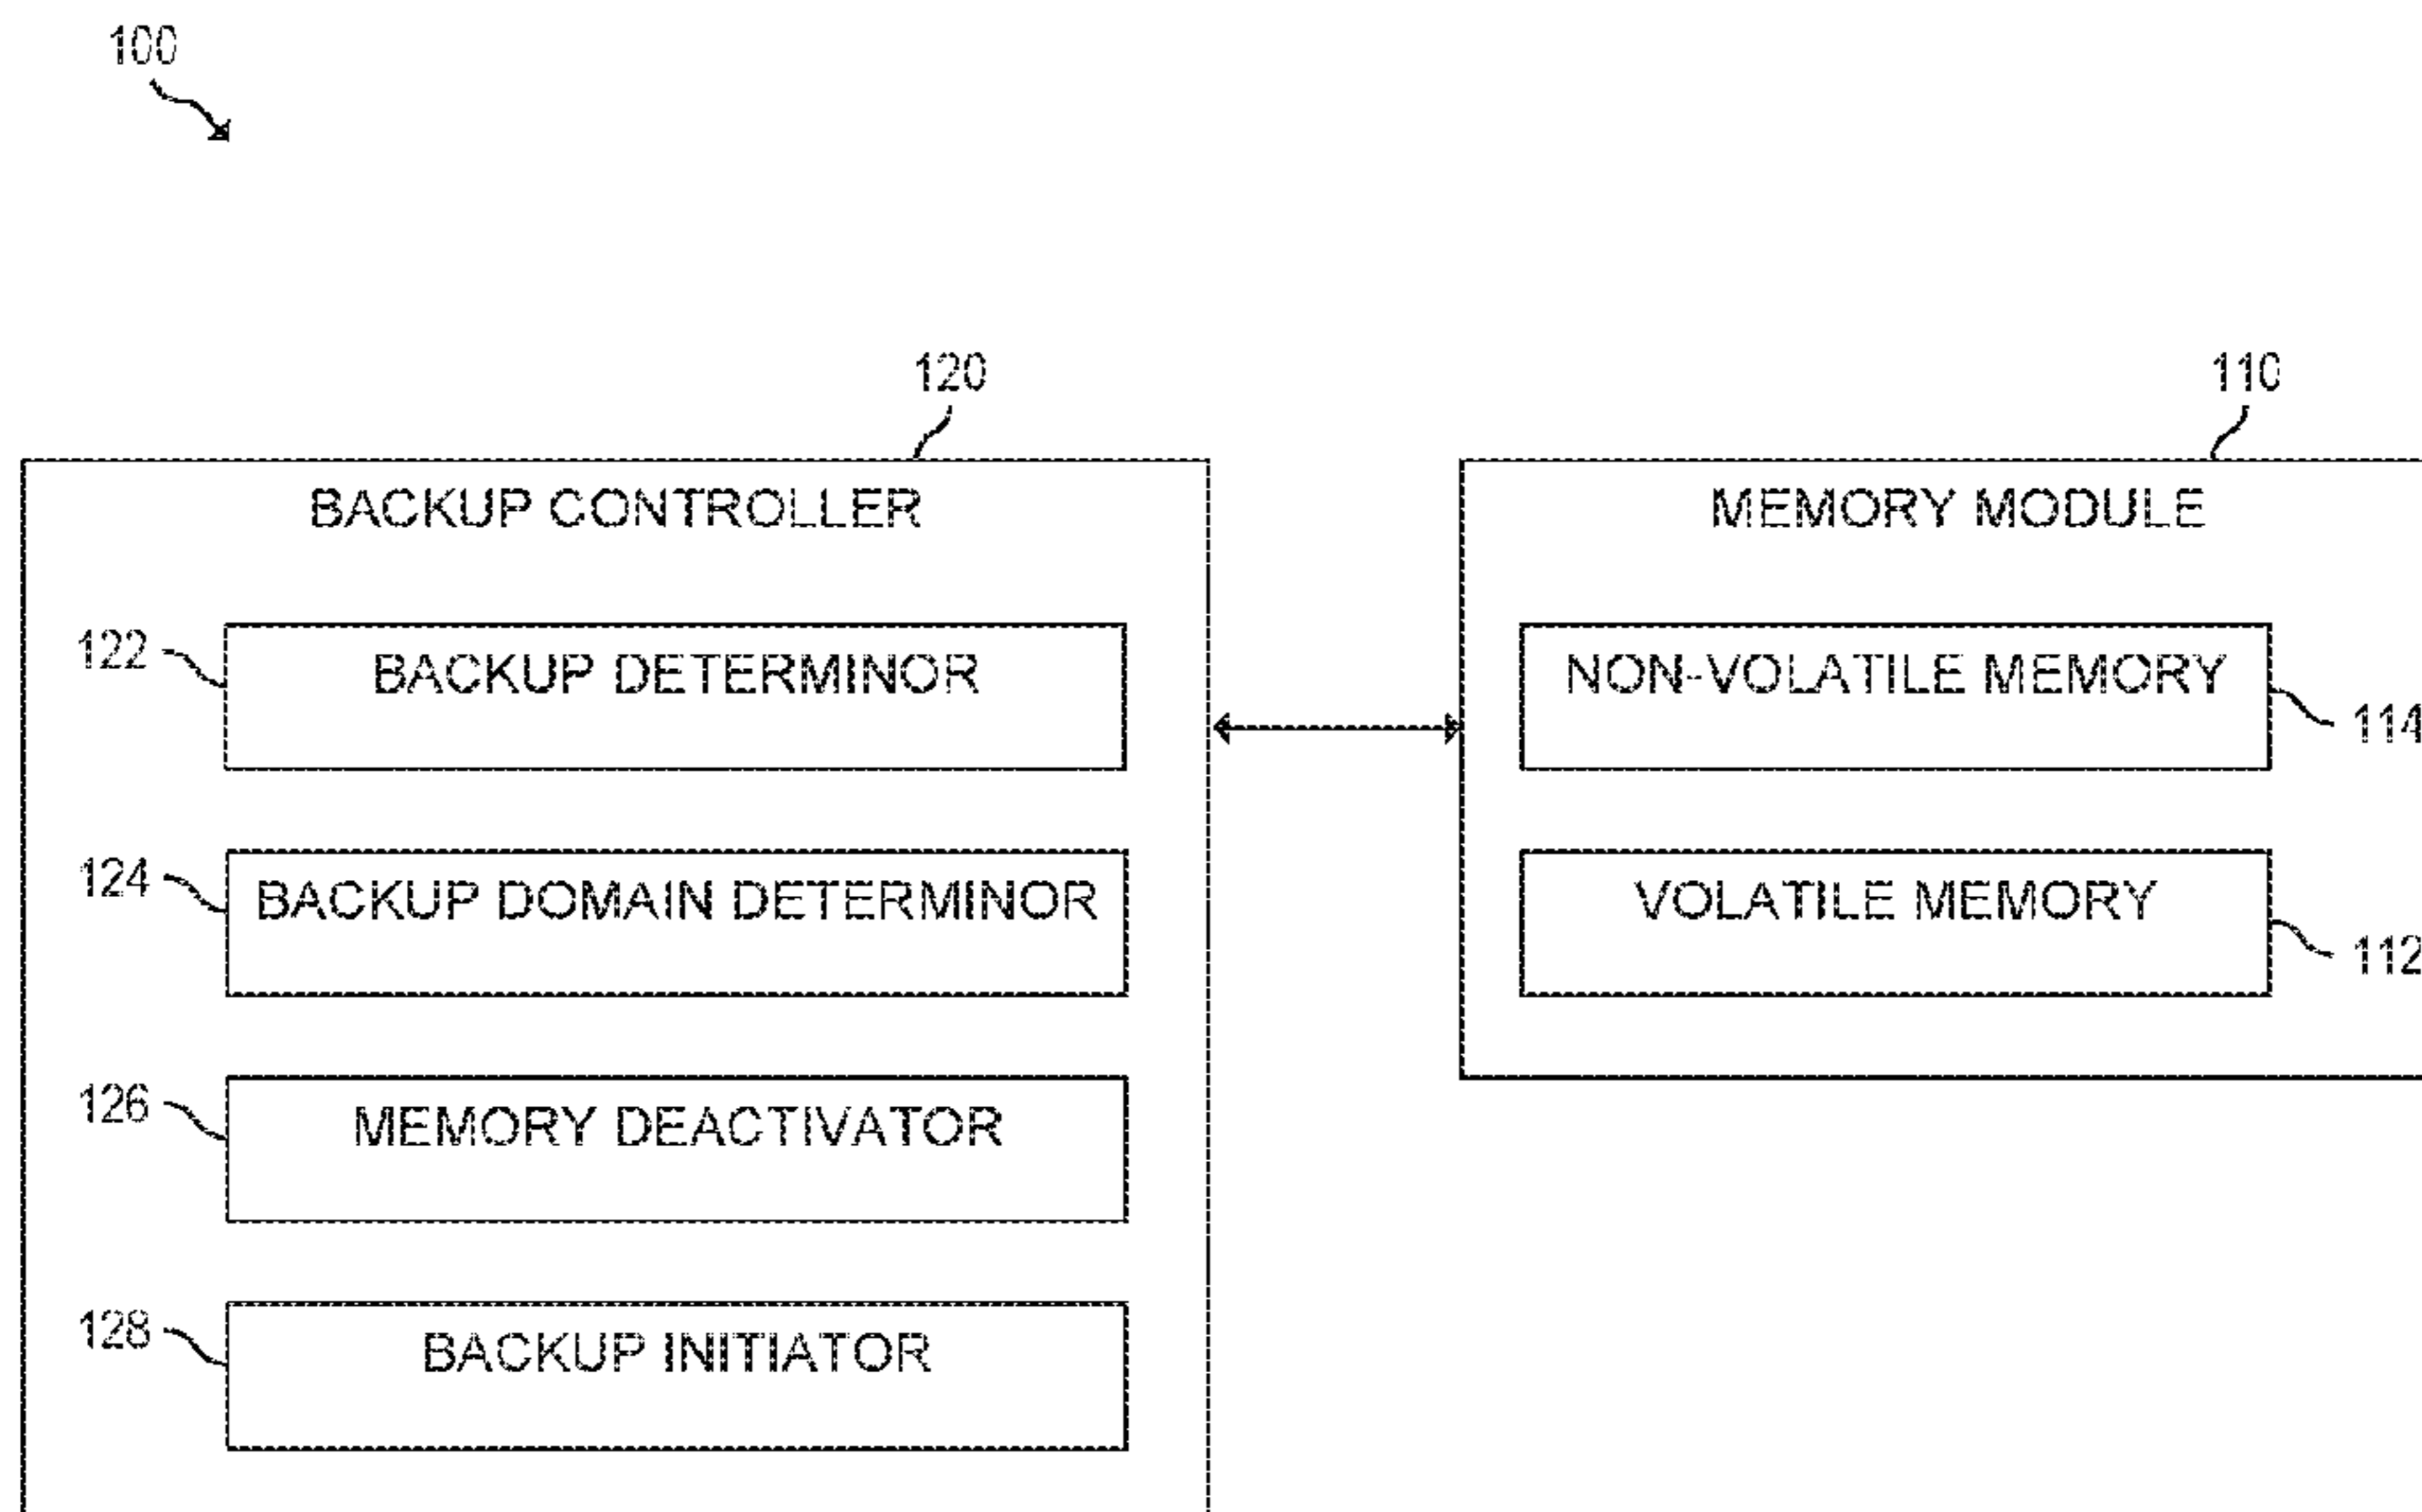 100
120
110
BACKUP CONTROLLER
MEMORY MODULE
122
BACKUP DETERMINOR
NON-VOLATILE MEMORY
114
124
BACKUP DOMAIN DETERMINOR
VOLATILE MEMORY
112
126
MEMORY DEACTIVATOR
128
BACKUP INITIATOR